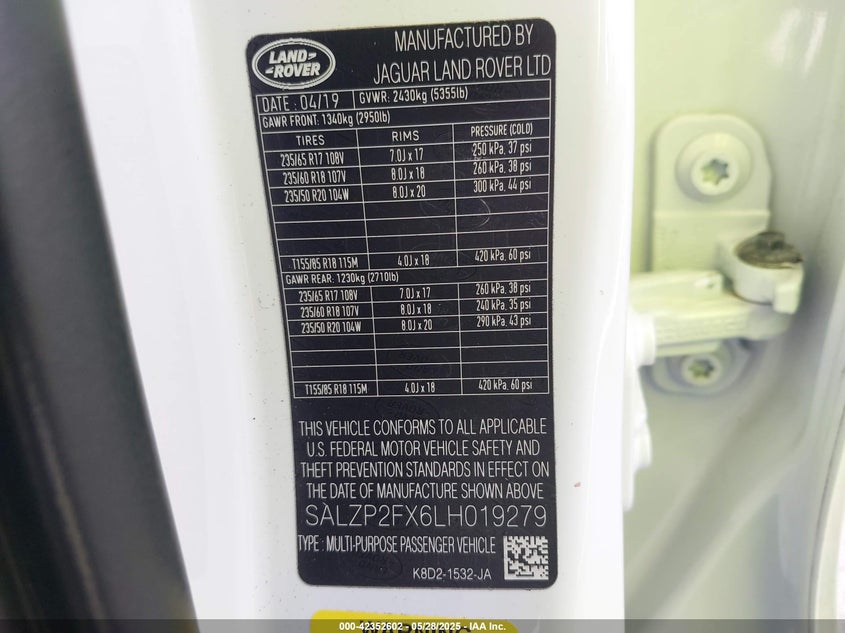 LAND-
-ROVER
MANUFACTURED BY
JAGUAR LAND ROVER LTD
DATE : 04/19 GVWR: 2430kg (5355lb)
GAWR FRONT: 1340kg (2950lb)
TIRES RIMS PRESSURE (COLD)
235/65 R17 108V 7.0J x 17 250 kPa, 37 psi
235/60 R18 107V 8.0J x 18 260 kPa, 38 psi
235/50 R20 104W 8.0J x 20 300 kPa, 44 psi
T155/85 R18 115M 4.0J x 18 420 kPa, 60 psi
GAWR REAR: 1230kg (2710lb)
235/65 R17 108V 7.0J x 17 260 kPa, 38 psi
235/60 R18 107V 8.0J x 18 240 kPa, 35 psi
235/50 R20 104W 8.0J x 20 290 kPa, 43 psi
T155/85 R18 115M 4.0J x 18 420 kPa, 60 psi
THIS VEHICLE CONFORMS TO ALL APPLICABLE
U.S. FEDERAL MOTOR VEHICLE SAFETY AND
THEFT PREVENTION STANDARDS IN EFFECT ON
THE DATE OF MANUFACTURE SHOWN ABOVE
SALZP2FX6LH019279
TYPE: MULTI-PURPOSE PASSENGER VEHICLE
K8D2-1532-JA
WARNING
000-42352602 - 05/28/2025 - IAA Inc.